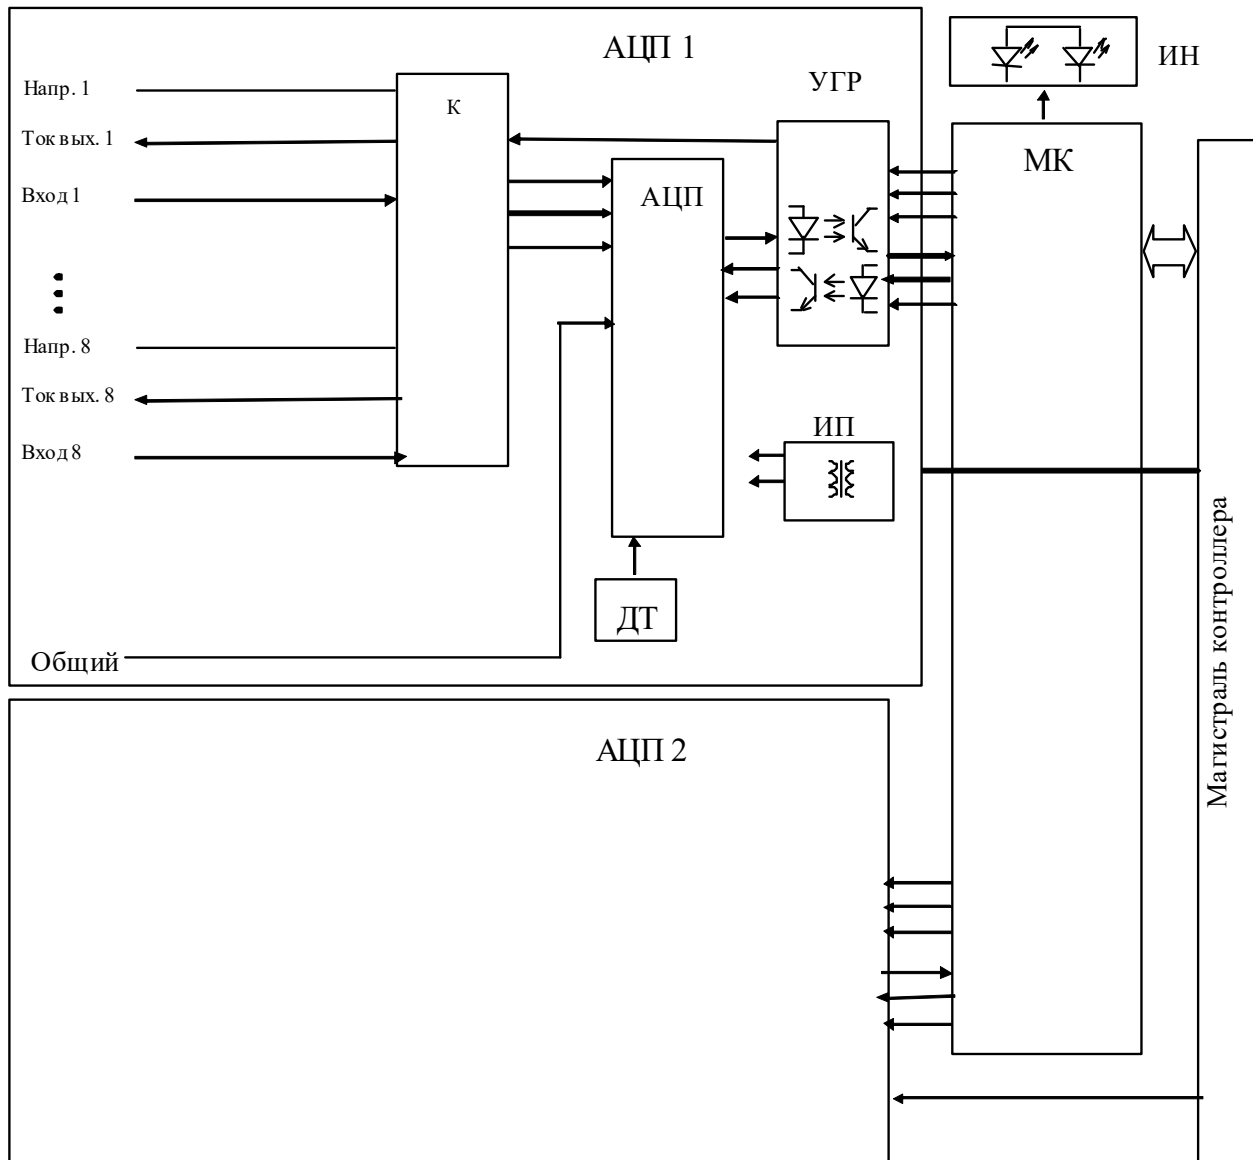 АЦП 1
ИН
Напр. 1
К
УГР
Ток вых. 1
МК
Вход 1
АЦП
Напр. 8
Ток вых. 8
ИП
Вход 8
ДТ
Общий
Магистраль контроллера
АЦП 2